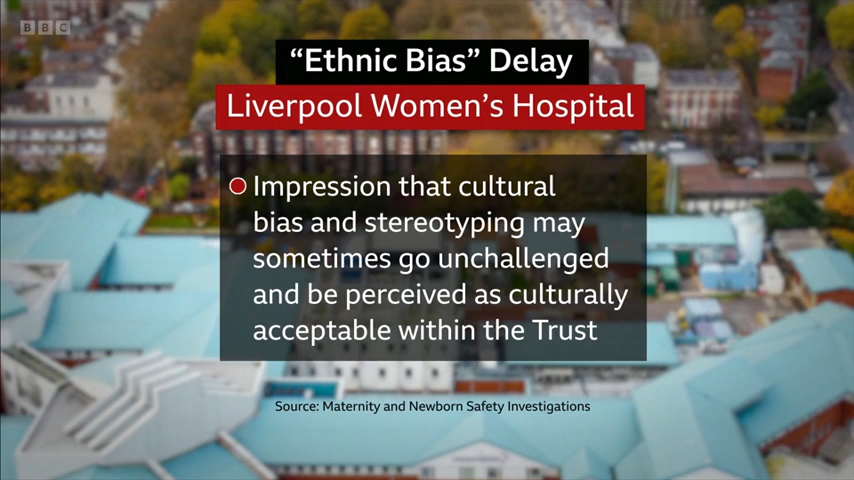 BBC
“Ethnic Bias” Delay
Liverpool Women’s Hospital
Impression that cultural
bias and stereotyping may
sometimes go unchallenged
and be perceived as culturally
acceptable within the Trust
Source: Maternity and Newborn Safety Investigations